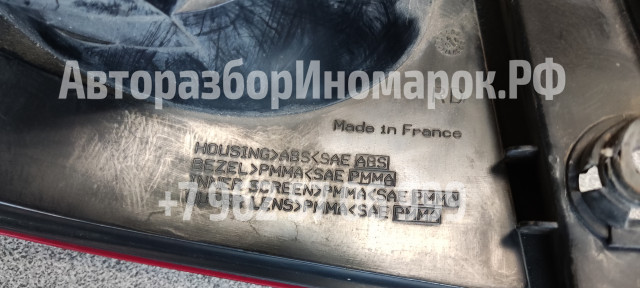 АвторазборИномарок.РФ
Made in France
HOUSING>ABS<SAE ABS
BEZEL>PMMA<SAE PMMA
INNER SCREEN>PMMA<SAE PMMA
LENS>PMMA<SAE PMMA